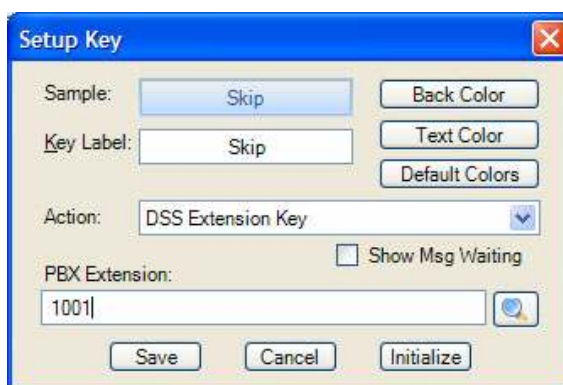 Setup Key
Sample: Skip Back Color
Key Label: Skip Text Color
Default Colors
Action: DSS Extension Key
Show Msg Waiting
PBX Extension:
1001
Save Cancel Initialize